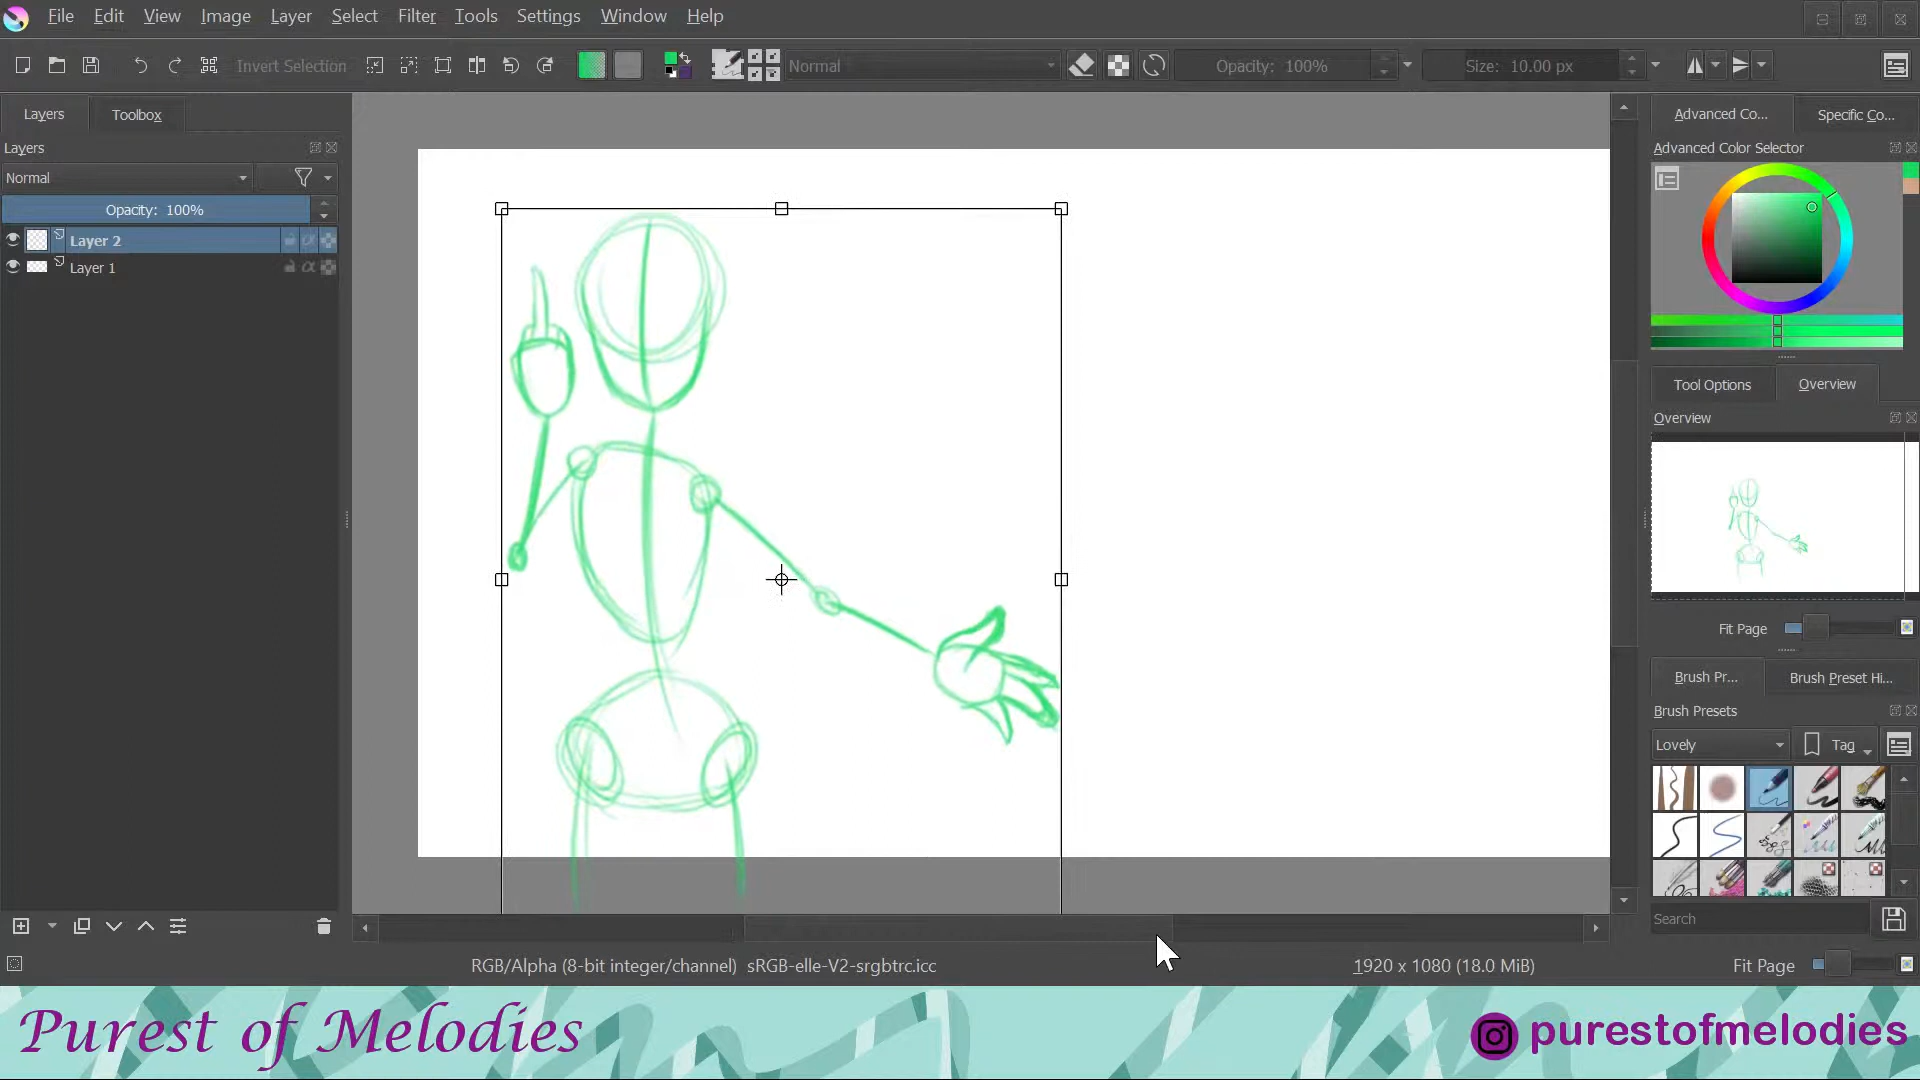 File Edit View Image Layer Select Filter Tools Settings Window Help
Invert Selection Normal Opacity: 100% Size: 10.00 px
Layers Toolbox
Layers
Normal
Opacity: 100%
Layer 2
Layer 1
Advanced Co... Specific Co...
Advanced Color Selector
Tool Options Overview
Overview
Fit Page
Brush Pr... Brush Preset Hi...
Brush Presets
Lovely Tag
Search
RGB/Alpha (8-bit integer/channel) sRGB-elle-V2-srgbtrc.icc 1920 x 1080 (18.0 MiB) Fit Page
Purest of Melodies purestofmelodies